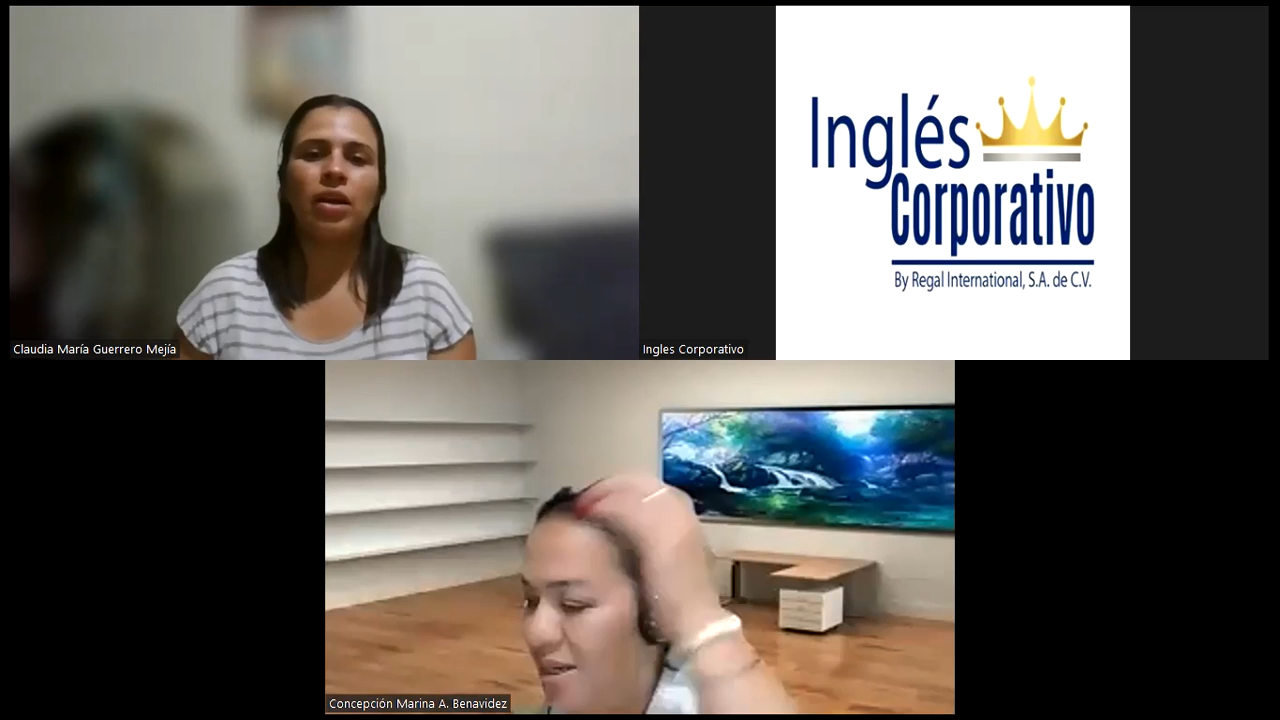 Inglés
Corporativo
By Regal International, S.A. de C.V.
Claudia María Guerrero Mejía
Ingles Corporativo
Concepción Marina A. Benavidez